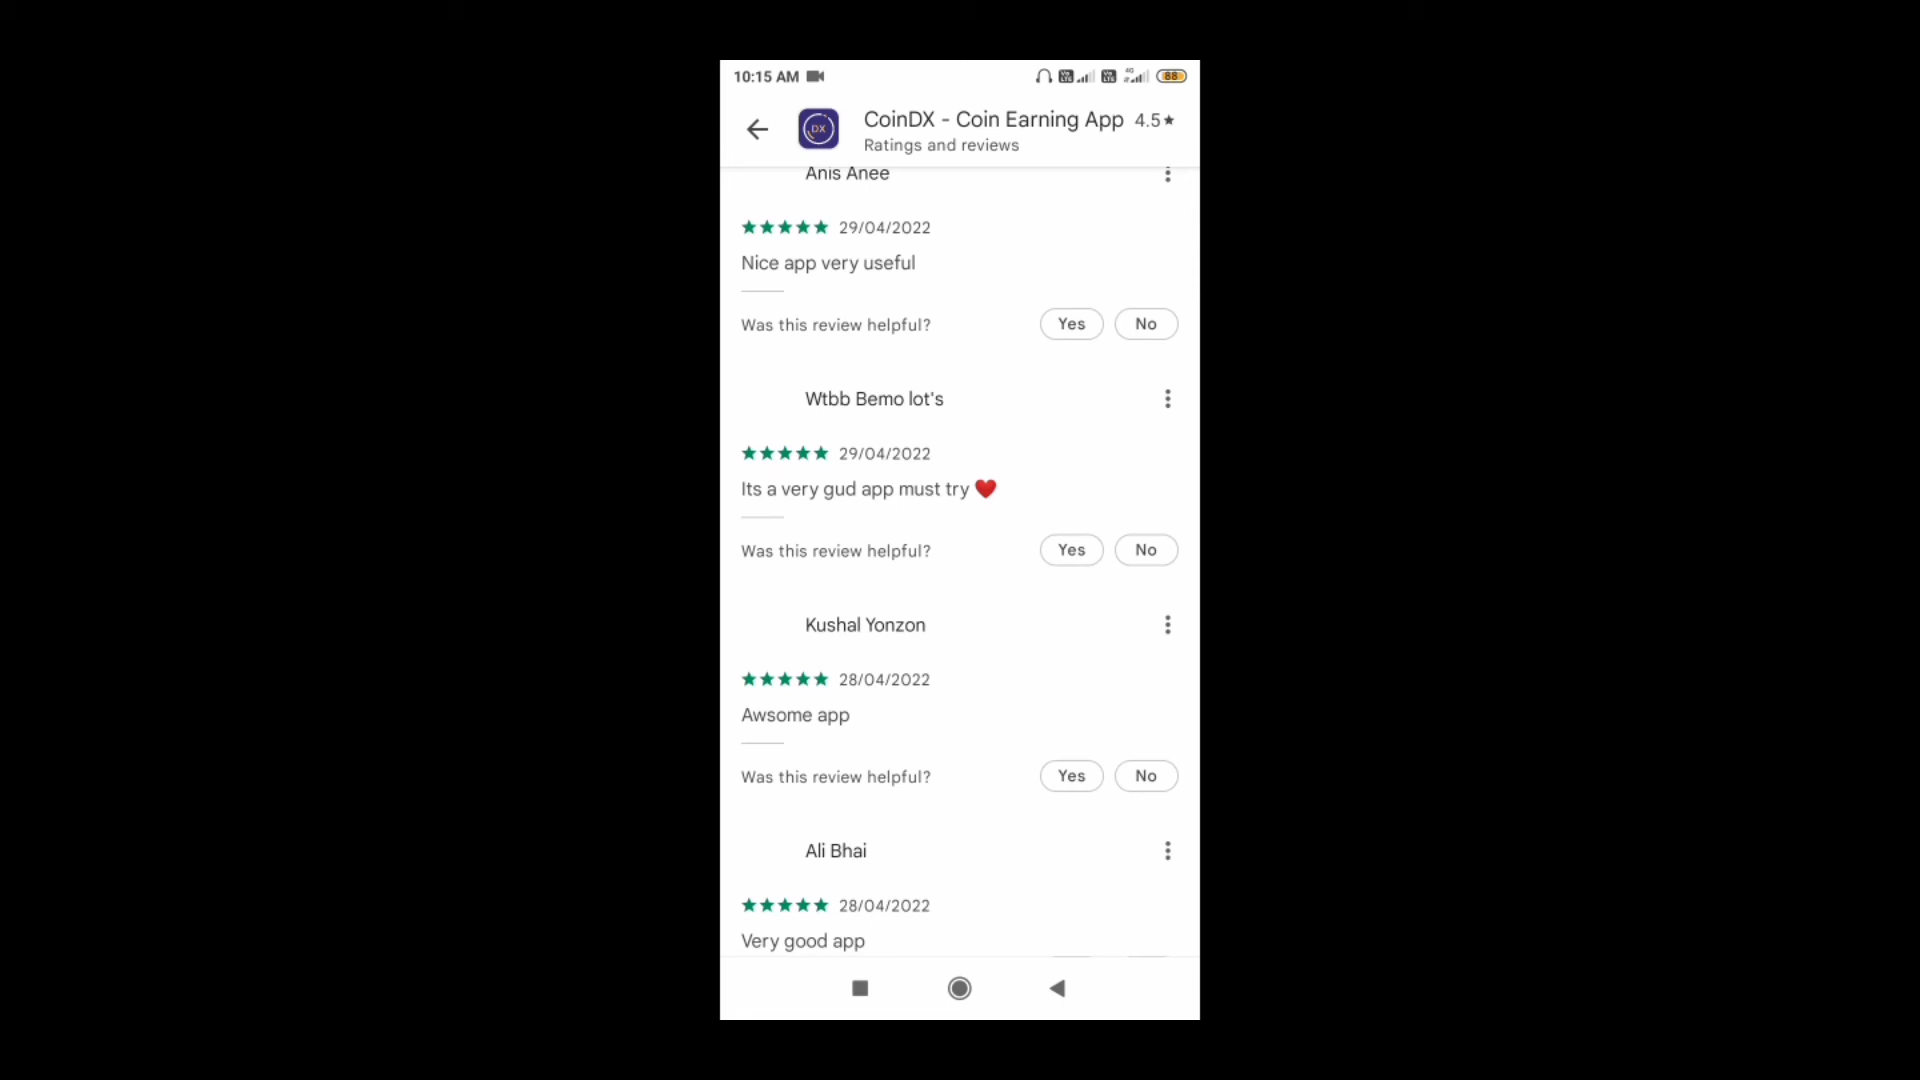 10:15 AM
88
DX
CoinDX - Coin Earning App 4.5★
Ratings and reviews
Anis Anee
29/04/2022
Nice app very useful
Was this review helpful? Yes No
Wtbb Bemo lot's
29/04/2022
Its a very gud app must try ❤️
Was this review helpful? Yes No
Kushal Yonzon
28/04/2022
Awsome app
Was this review helpful? Yes No
Ali Bhai
28/04/2022
Very good app